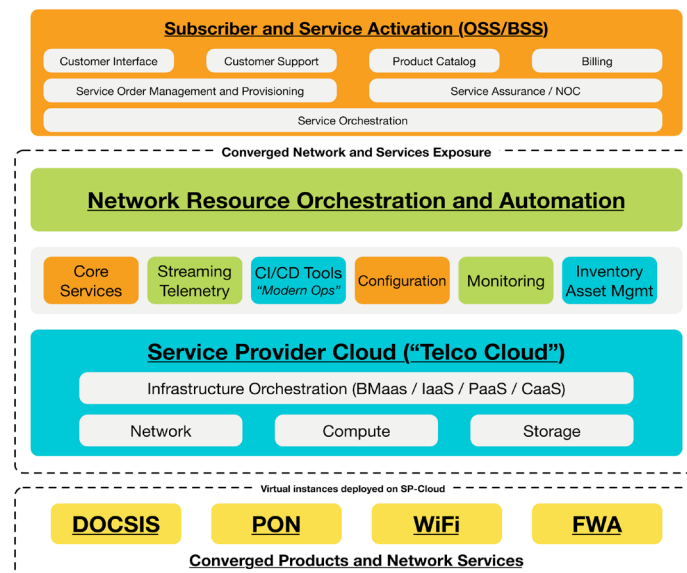 Subscriber and Service Activation (OSS/BSS)
Customer Interface
Customer Support
Product Catalog
Billing
Service Order Management and Provisioning
Service Assurance / NOC
Service Orchestration
Converged Network and Services Exposure
Network Resource Orchestration and Automation
Core
Services
Streaming
Telemetry
CI/CD Tools
“Modern Ops”
Configuration
Monitoring
Inventory
Asset Mgmt
Service Provider Cloud (“Telco Cloud”)
Infrastructure Orchestration (BMaas / IaaS / PaaS / CaaS)
Network
Compute
Storage
Virtual instances deployed on SP-Cloud
DOCSIS
PON
WiFi
FWA
Converged Products and Network Services